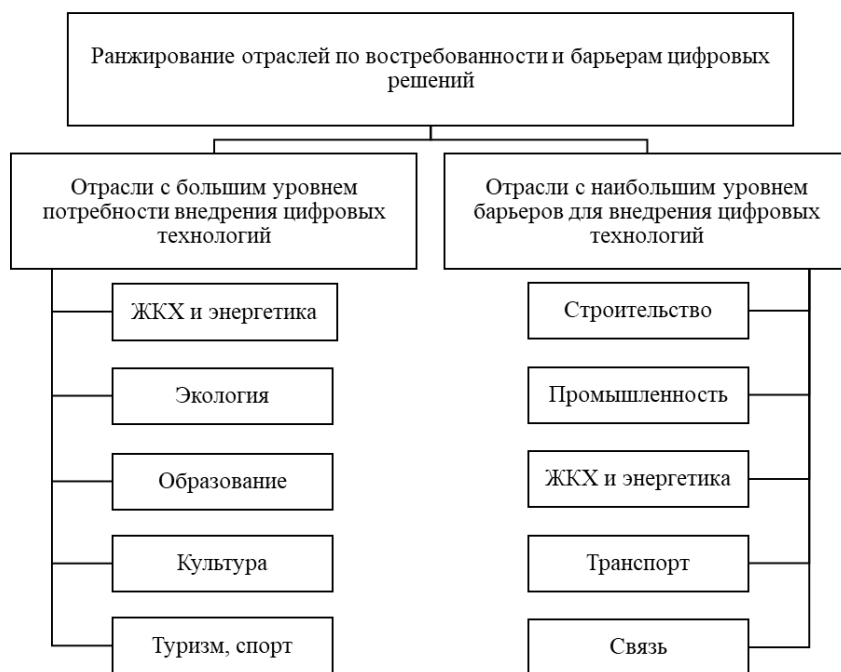 Ранжирование отраслей по востребованности и барьерам цифровых
решений
Отрасли с большим уровнем
потребности внедрения цифровых
технологий
ЖКХ и энергетика
Экология
Образование
Культура
Туризм, спорт
Отрасли с наибольшим уровнем
барьеров для внедрения цифровых
технологий
Строительство
Промышленность
ЖКХ и энергетика
Транспорт
Связь